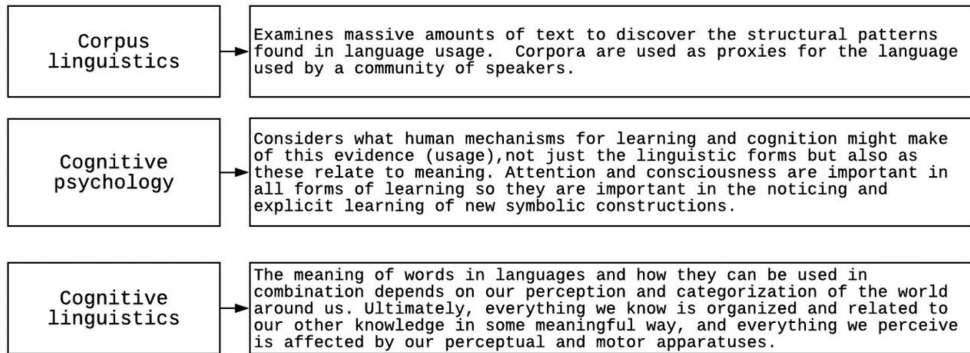 Corpus
linguistics
Examines massive amounts of text to discover the structural patterns
found in language usage.  Corpora are used as proxies for the language
used by a community of speakers.
Cognitive
psychology
Considers what human mechanisms for learning and cognition might make
of this evidence (usage),not just the linguistic forms but also as
these relate to meaning. Attention and consciousness are important in
all forms of learning so they are important in the noticing and
explicit learning of new symbolic constructions.
Cognitive
linguistics
The meaning of words in languages and how they can be used in
combination depends on our perception and categorization of the world
around us. Ultimately, everything we know is organized and related to
our other knowledge in some meaningful way, and everything we perceive
is affected by our perceptual and motor apparatuses.